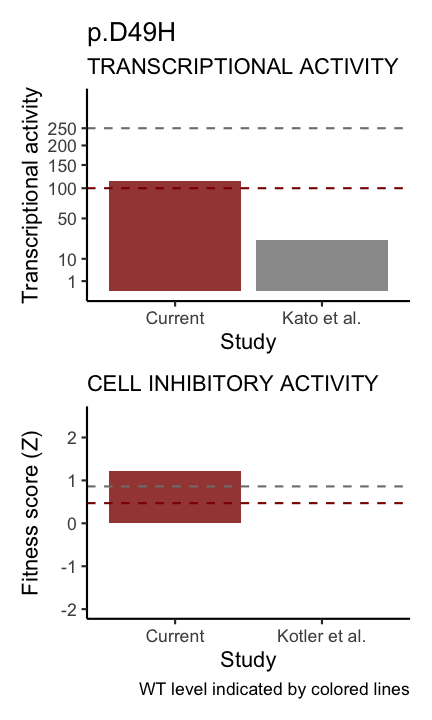 p.D49H
TRANSCRIPTIONAL ACTIVITY
Transcriptional activity
250
200
150
100
50
10
1
Current
Kato et al.
Study
CELL INHIBITORY ACTIVITY
Fitness score (Z)
2
1
0
-1
-2
Current
Kotler et al.
Study
WT level indicated by colored lines